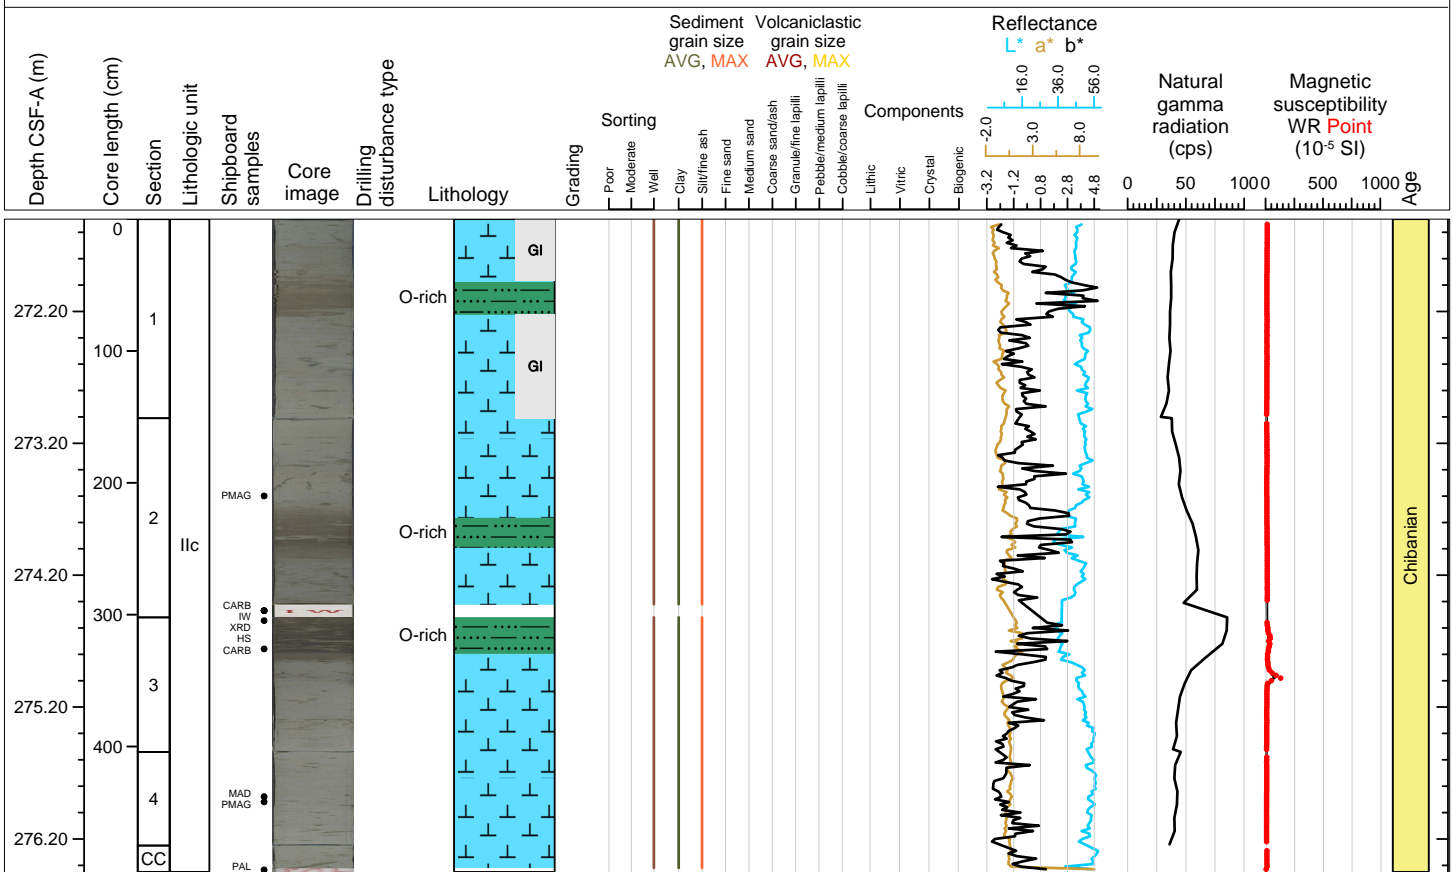 Depth CSF-A (m)
Core length (cm)
Section
Lithologic unit
Shipboard
samples
Core
image
Drilling
disturbance type
Lithology
Grading
Sorting
Poor
Moderate
Well
Sediment
grain size
AVG, MAX
Volcaniclastic
grain size
AVG, MAX
Clay
Silt/fine ash
Fine sand
Medium sand
Coarse sand/ash
Granule/fine lapilli
Pebble/medium lapilli
Cobble/coarse lapilli
Components
Lithic
Vitric
Crystal
Biogenic
Reflectance
L* a* b*
16.0 36.0 56.0
-2.0 3.0 8.0
-3.2 -1.2 0.8 2.8 4.8
Natural
gamma
radiation
(cps)
0 50 100
Magnetic
susceptibility
WR Point
(10-5 SI)
0 500 1000
Age
0
100
200
300
400
272.20
273.20
274.20
275.20
276.20
1
2
3
4
CC
IIc
PMAG
CARB
IW
XRD
HS
CARB
MAD
PMAG
PAL
I W
O-rich
O-rich
O-rich
GI
GI
Chibanian